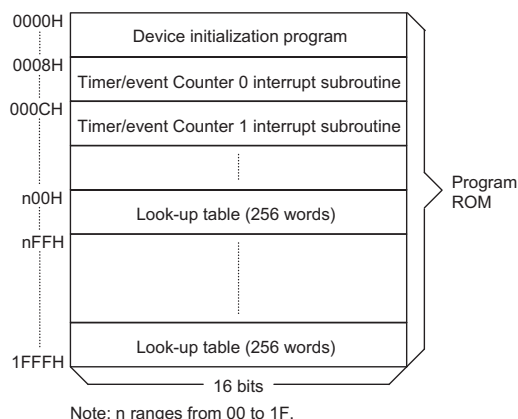 0000H
Device initialization program
0008H
Timer/event Counter 0 interrupt subroutine
000CH
Timer/event Counter 1 interrupt subroutine
n00H
Look-up table (256 words)
nFFH
Program
ROM
Look-up table (256 words)
1FFFH
16 bits
Note: n ranges from 00 to 1F.